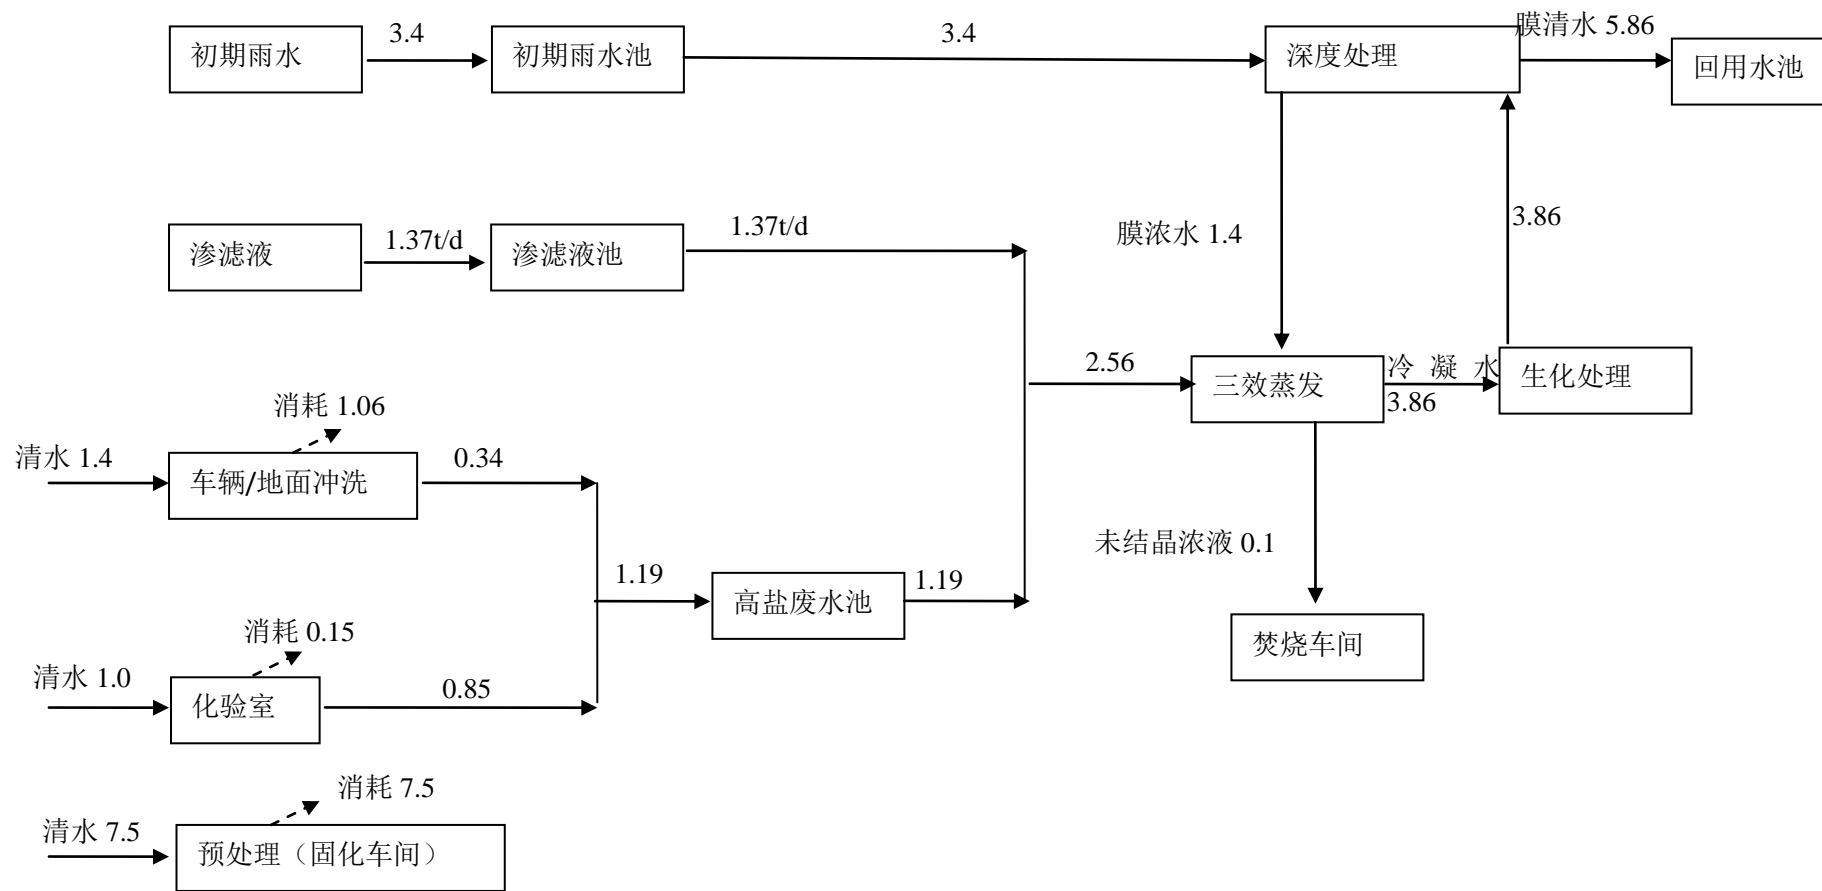 膜清水 5.86
初期雨水
3.4
初期雨水池
3.4
深度处理
回用水池
渗滤液
1.37t/d
渗滤液池
1.37t/d
膜浓水 1.4
3.86
2.56
三效蒸发
冷凝水
3.86
生化处理
消耗 1.06
清水 1.4
车辆/地面冲洗
0.34
未结晶浓液 0.1
1.19
高盐废水池
1.19
焚烧车间
消耗 0.15
清水 1.0
化验室
0.85
消耗 7.5
清水 7.5
预处理（固化车间）